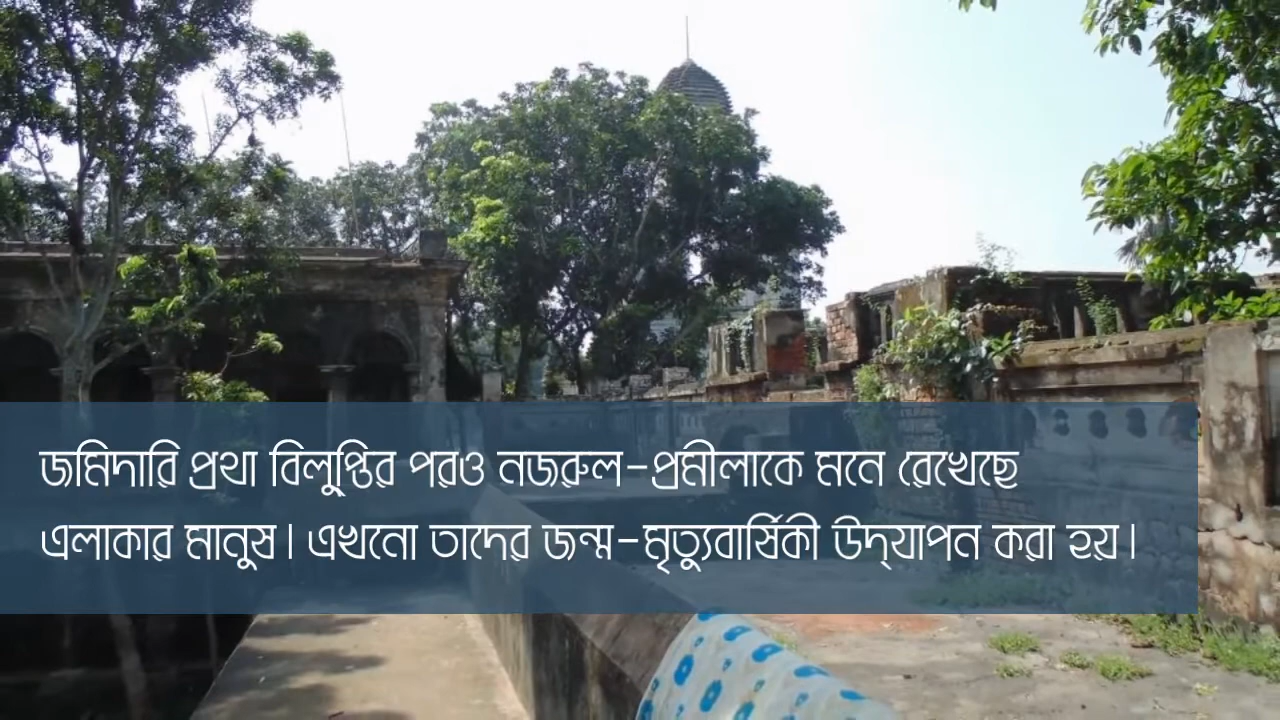 জমিদারি প্রথা বিলুপ্তির পরও নজরুল-প্রমীলাকে মনে রেখেছে
এলাকার মানুষ। এখনো তাদের জন্ম-মৃত্যুবার্ষিকী উদ্‌যাপন করা হয়।